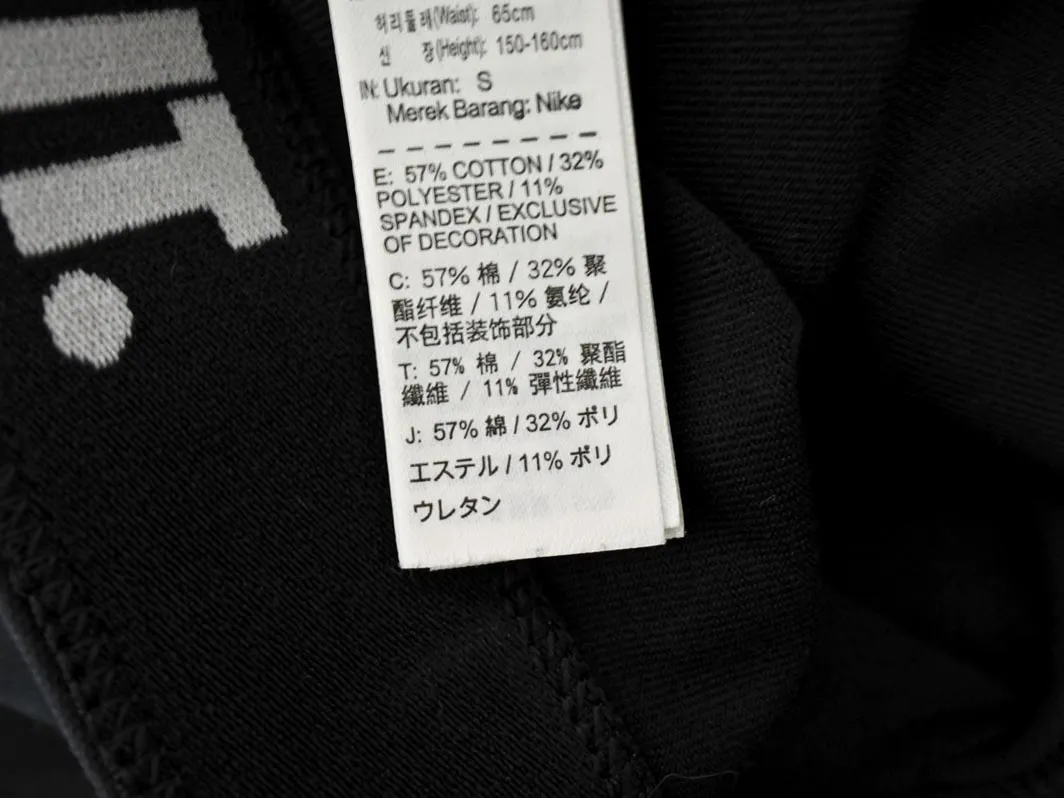 허리둘레(Waist): 65cm
신 장(Height): 150-160cm
IN: Ukuran: S
Merek Barang: Nike
E: 57% COTTON / 32%
POLYESTER / 11%
SPANDEX / EXCLUSIVE
OF DECORATION
C: 57% 棉 / 32% 聚
酯纤维 / 11% 氨纶 /
不包括装饰部分
T: 57% 棉 / 32% 聚酯
纖維 / 11% 彈性纖維
J: 57% 綿 / 32% ポリ
エステル / 11% ポリ
ウレタン
IT.